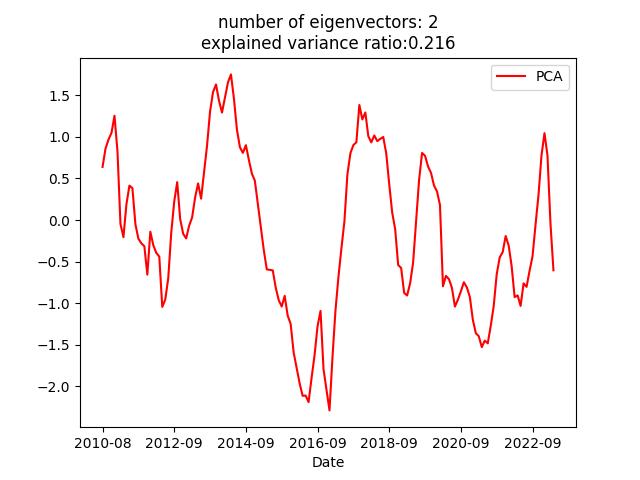 number of eigenvectors: 2
explained variance ratio:0.216
PCA
1.5
1.0
0.5
0.0
−0.5
−1.0
−1.5
−2.0
2010-08 2012-09 2014-09 2016-09 2018-09 2020-09 2022-09
Date